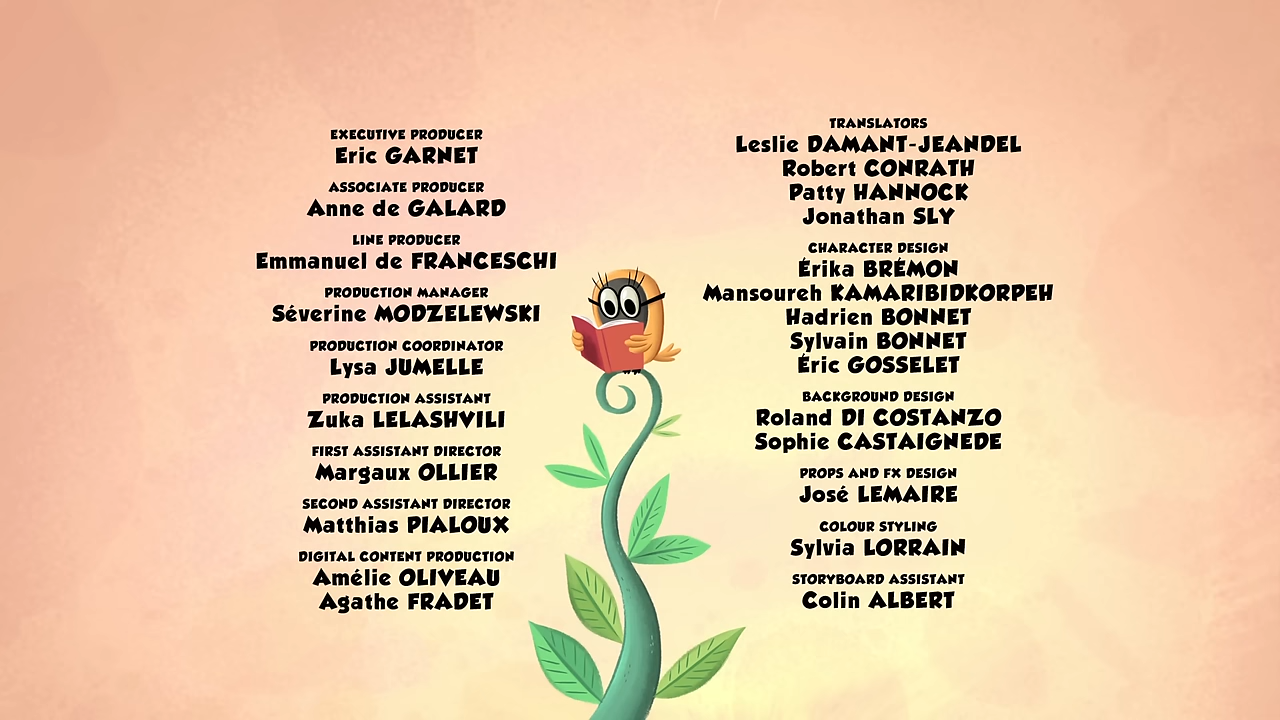 EXECUTIVE PRODUCER
Eric GARNET
ASSOCIATE PRODUCER
Anne de GALARD
LINE PRODUCER
Emmanuel de FRANCESCHI
PRODUCTION MANAGER
Séverine MODZELEWSKI
PRODUCTION COORDINATOR
Lysa JUMELLE
PRODUCTION ASSISTANT
Zuka LELASHVILI
FIRST ASSISTANT DIRECTOR
Margaux OLLIER
SECOND ASSISTANT DIRECTOR
Matthias PIALOUX
DIGITAL CONTENT PRODUCTION
Amélie OLIVEAU
Agathe FRADET
TRANSLATORS
Leslie DAMANT-JEANDEL
Robert CONRATH
Patty HANNOCK
Jonathan SLY
CHARACTER DESIGN
Érika BRÉMON
Mansoureh KAMARIBIDKORPEH
Hadrien BONNET
Sylvain BONNET
Éric GOSSELET
BACKGROUND DESIGN
Roland DI COSTANZO
Sophie CASTAIGNEDE
PROPS AND FX DESIGN
José LEMAIRE
COLOUR STYLING
Sylvia LORRAIN
STORYBOARD ASSISTANT
Colin ALBERT